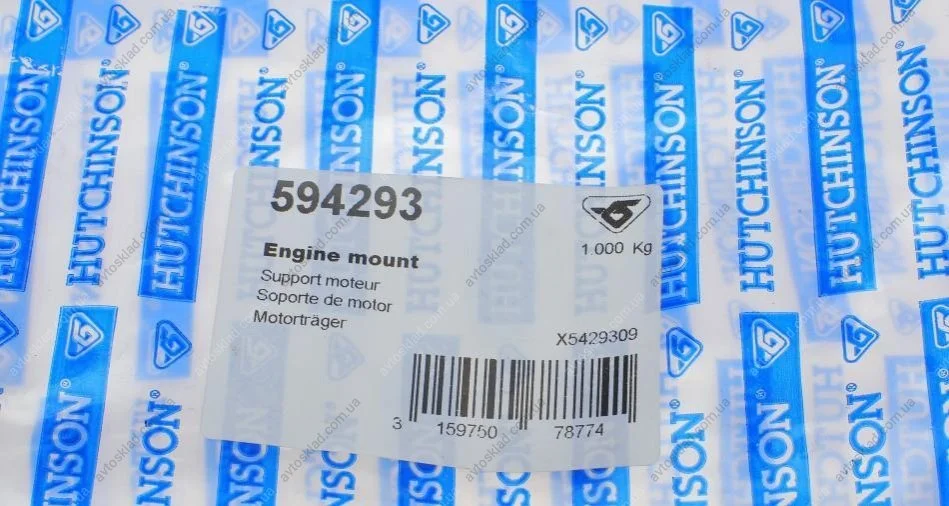 HUTCHINSON®
594293
1.000 Kg
Engine mount
Support moteur
Soporte de motor
Motorträger
X5429309
3 159750 78774
avtosklad.com.ua